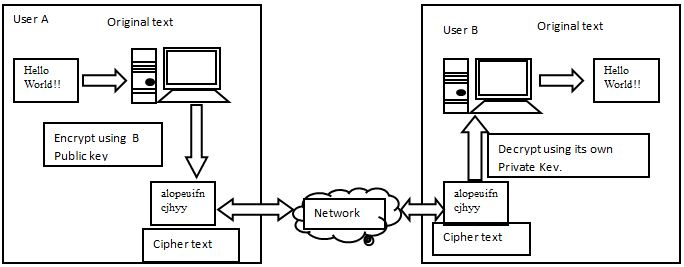 User A
Original text
Hello
World!!
Encrypt using B
Public key
alopeuifn
cjhyy
Cipher text
Network
User B
Original text
Hello
World!!
Decrypt using its own
Private Key.
alopeuifn
cjhyy
Cipher text